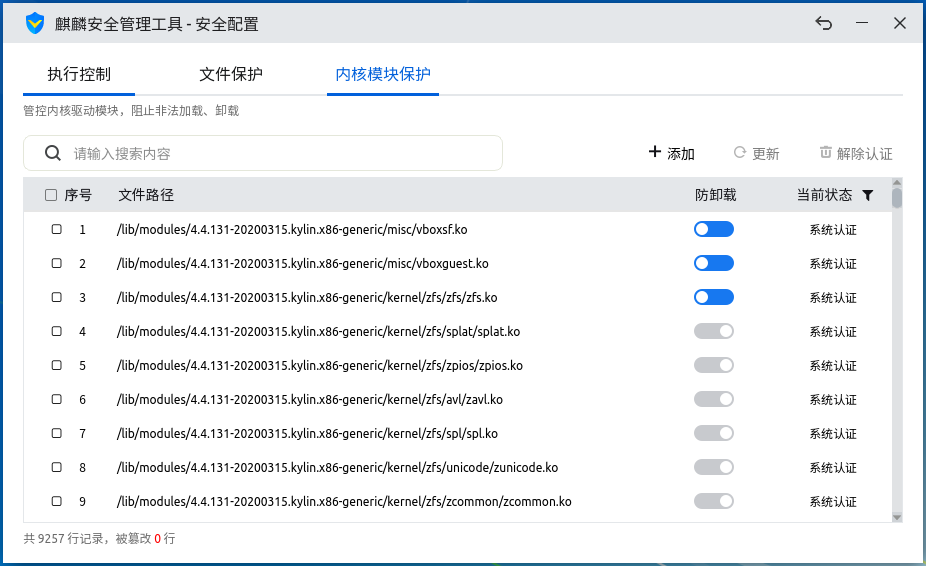 麒麟安全管理工具 - 安全配置
执行控制 文件保护 内核模块保护
管控内核驱动模块，阻止非法加载、卸载
请输入搜索内容 添加 更新 解除认证
序号 文件路径 防卸载 当前状态
1 /lib/modules/4.4.131-20200315.kylin.x86-generic/misc/vboxsf.ko 系统认证
2 /lib/modules/4.4.131-20200315.kylin.x86-generic/misc/vboxguest.ko 系统认证
3 /lib/modules/4.4.131-20200315.kylin.x86-generic/kernel/zfs/zfs/zfs.ko 系统认证
4 /lib/modules/4.4.131-20200315.kylin.x86-generic/kernel/zfs/splat/splat.ko 系统认证
5 /lib/modules/4.4.131-20200315.kylin.x86-generic/kernel/zfs/zpios/zpios.ko 系统认证
6 /lib/modules/4.4.131-20200315.kylin.x86-generic/kernel/zfs/avl/zavl.ko 系统认证
7 /lib/modules/4.4.131-20200315.kylin.x86-generic/kernel/zfs/spl/spl.ko 系统认证
8 /lib/modules/4.4.131-20200315.kylin.x86-generic/kernel/zfs/unicode/zunicode.ko 系统认证
9 /lib/modules/4.4.131-20200315.kylin.x86-generic/kernel/zfs/zcommon/zcommon.ko 系统认证
共 9257 行记录，被篡改 0 行